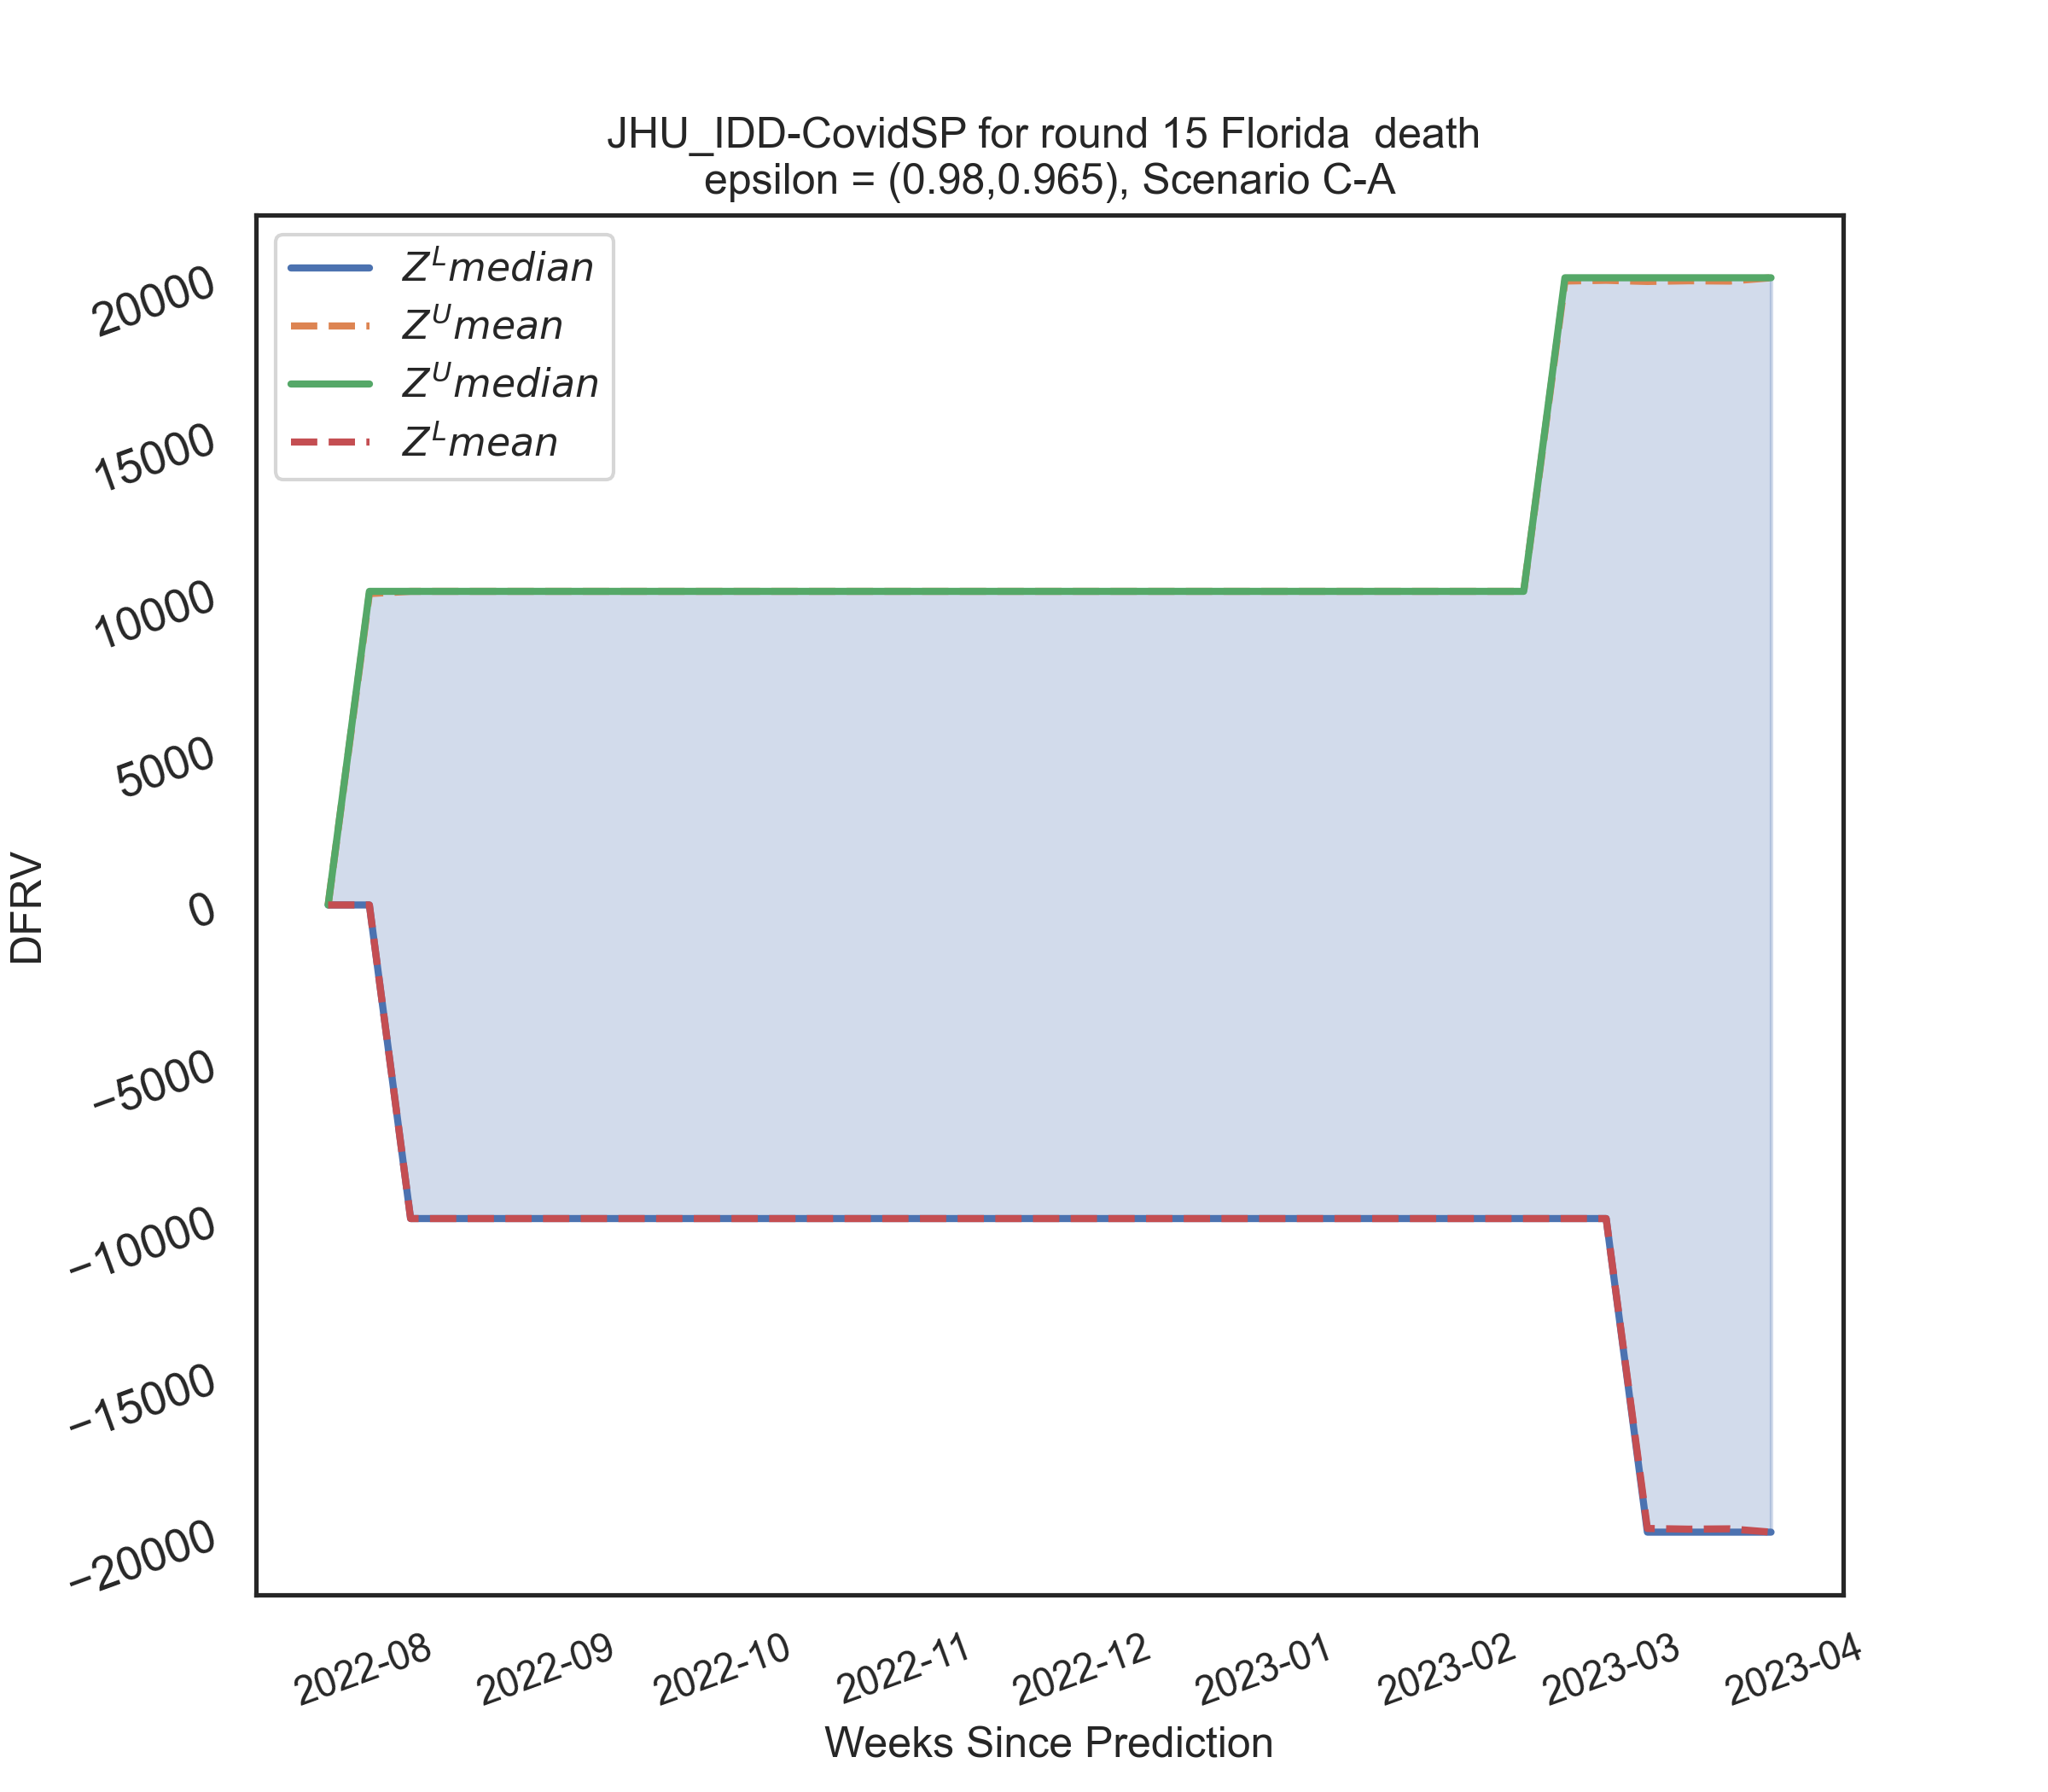 JHU_IDD-CovidSP for round 15 Florida  death
epsilon = (0.98,0.965), Scenario C-A
Z^L median
Z^U mean
Z^U median
Z^L mean
20000
15000
10000
5000
0
−5000
−10000
−15000
−20000
DFRV
2022-08
2022-09
2022-10
2022-11
2022-12
2023-01
2023-02
2023-03
2023-04
Weeks Since Prediction